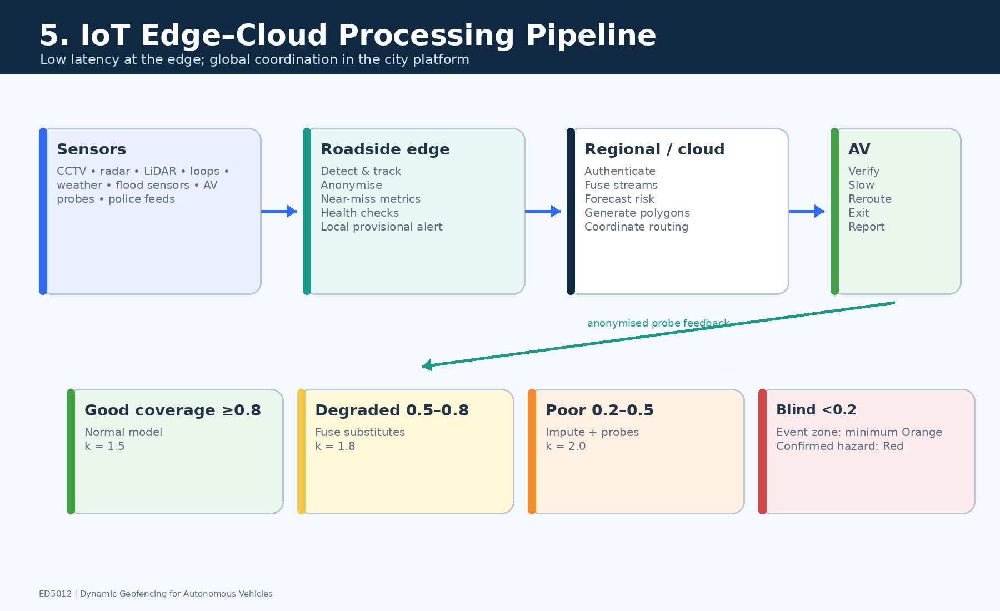 5. IoT Edge–Cloud Processing Pipeline
Low latency at the edge; global coordination in the city platform
Sensors
CCTV • radar • LiDAR • loops •
weather • flood sensors • AV
probes • police feeds
Roadside edge
Detect & track
Anonymise
Near-miss metrics
Health checks
Local provisional alert
Regional / cloud
Authenticate
Fuse streams
Forecast risk
Generate polygons
Coordinate routing
AV
Verify
Slow
Reroute
Exit
Report
anonymised probe feedback
Good coverage ≥0.8
Normal model
k = 1.5
Degraded 0.5–0.8
Fuse substitutes
k = 1.8
Poor 0.2–0.5
Impute + probes
k = 2.0
Blind <0.2
Event zone: minimum Orange
Confirmed hazard: Red
ED5012 | Dynamic Geofencing for Autonomous Vehicles